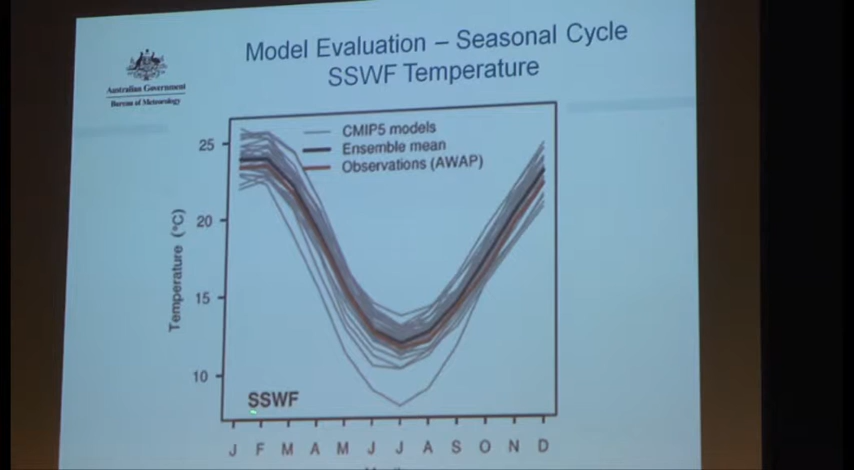 Model Evaluation – Seasonal Cycle
SSWF Temperature
Australian Government
Bureau of Meteorology
CMIP5 models
Ensemble mean
Observations (AWAP)
25
20
15
10
Temperature (°C)
SSWF
J F M A M J J A S O N D